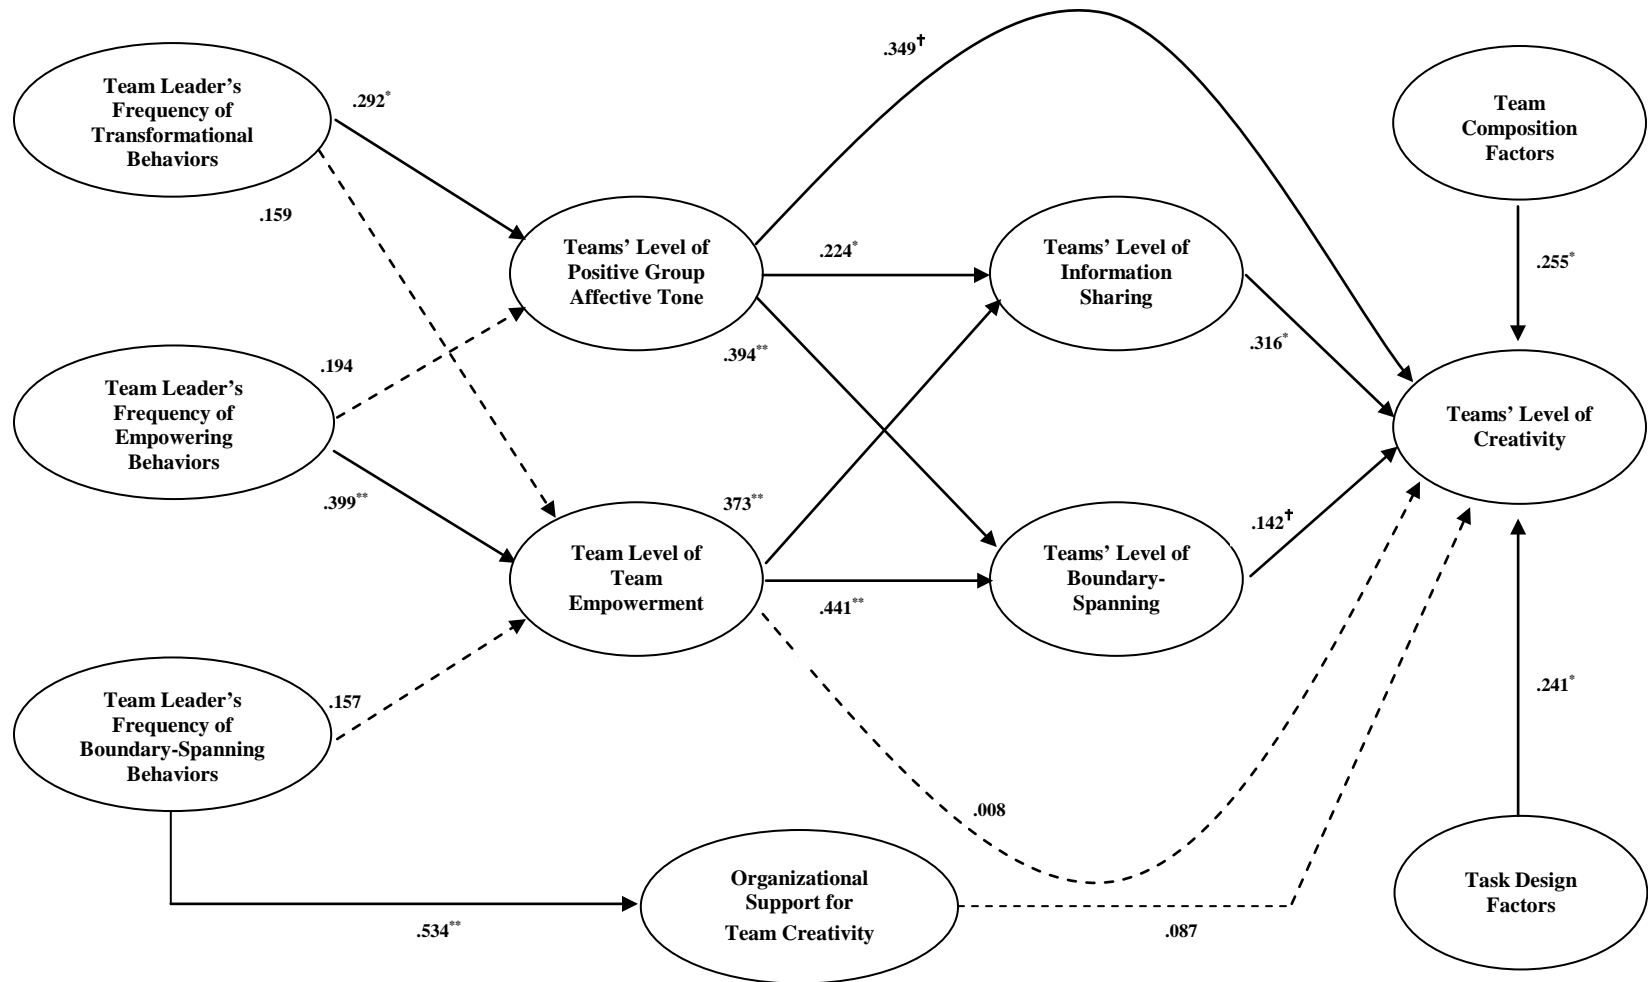 .349†
Team Leader's
Frequency of
Transformational
Behaviors
.292*
Team
Composition
Factors
.159
Teams' Level of
Positive Group
Affective Tone
.224*
Teams' Level of
Information
Sharing
.255*
.394**
.316*
.194
Team Leader's
Frequency of
Empowering
Behaviors
Teams' Level of
Creativity
.399**
373**
Team Level of
Team
Empowerment
.441**
Teams' Level of
Boundary-
Spanning
.142†
Team Leader's
Frequency of
Boundary-Spanning
Behaviors
.157
.241*
.008
.534**
Organizational
Support for
Team Creativity
.087
Task Design
Factors